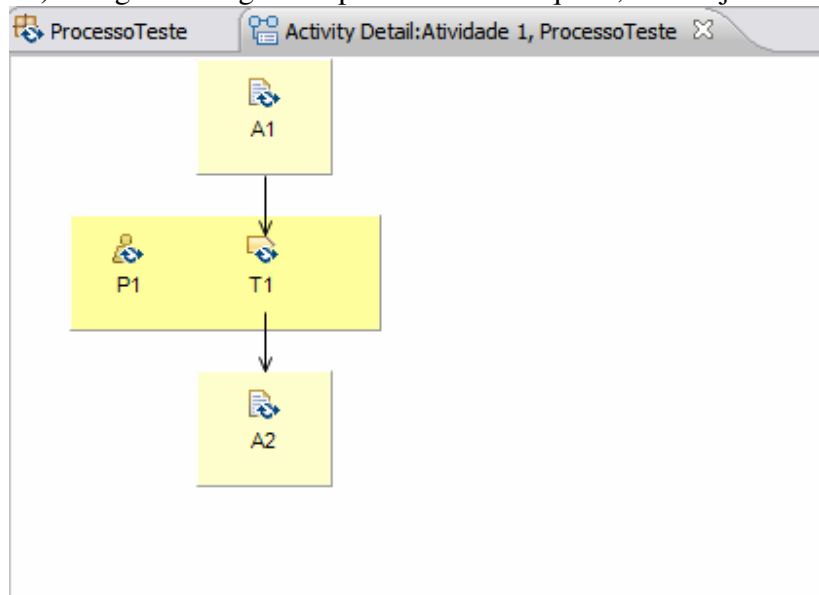 ProcessoTeste
Activity Detail:Atividade 1, ProcessoTeste
A1
P1 T1
A2